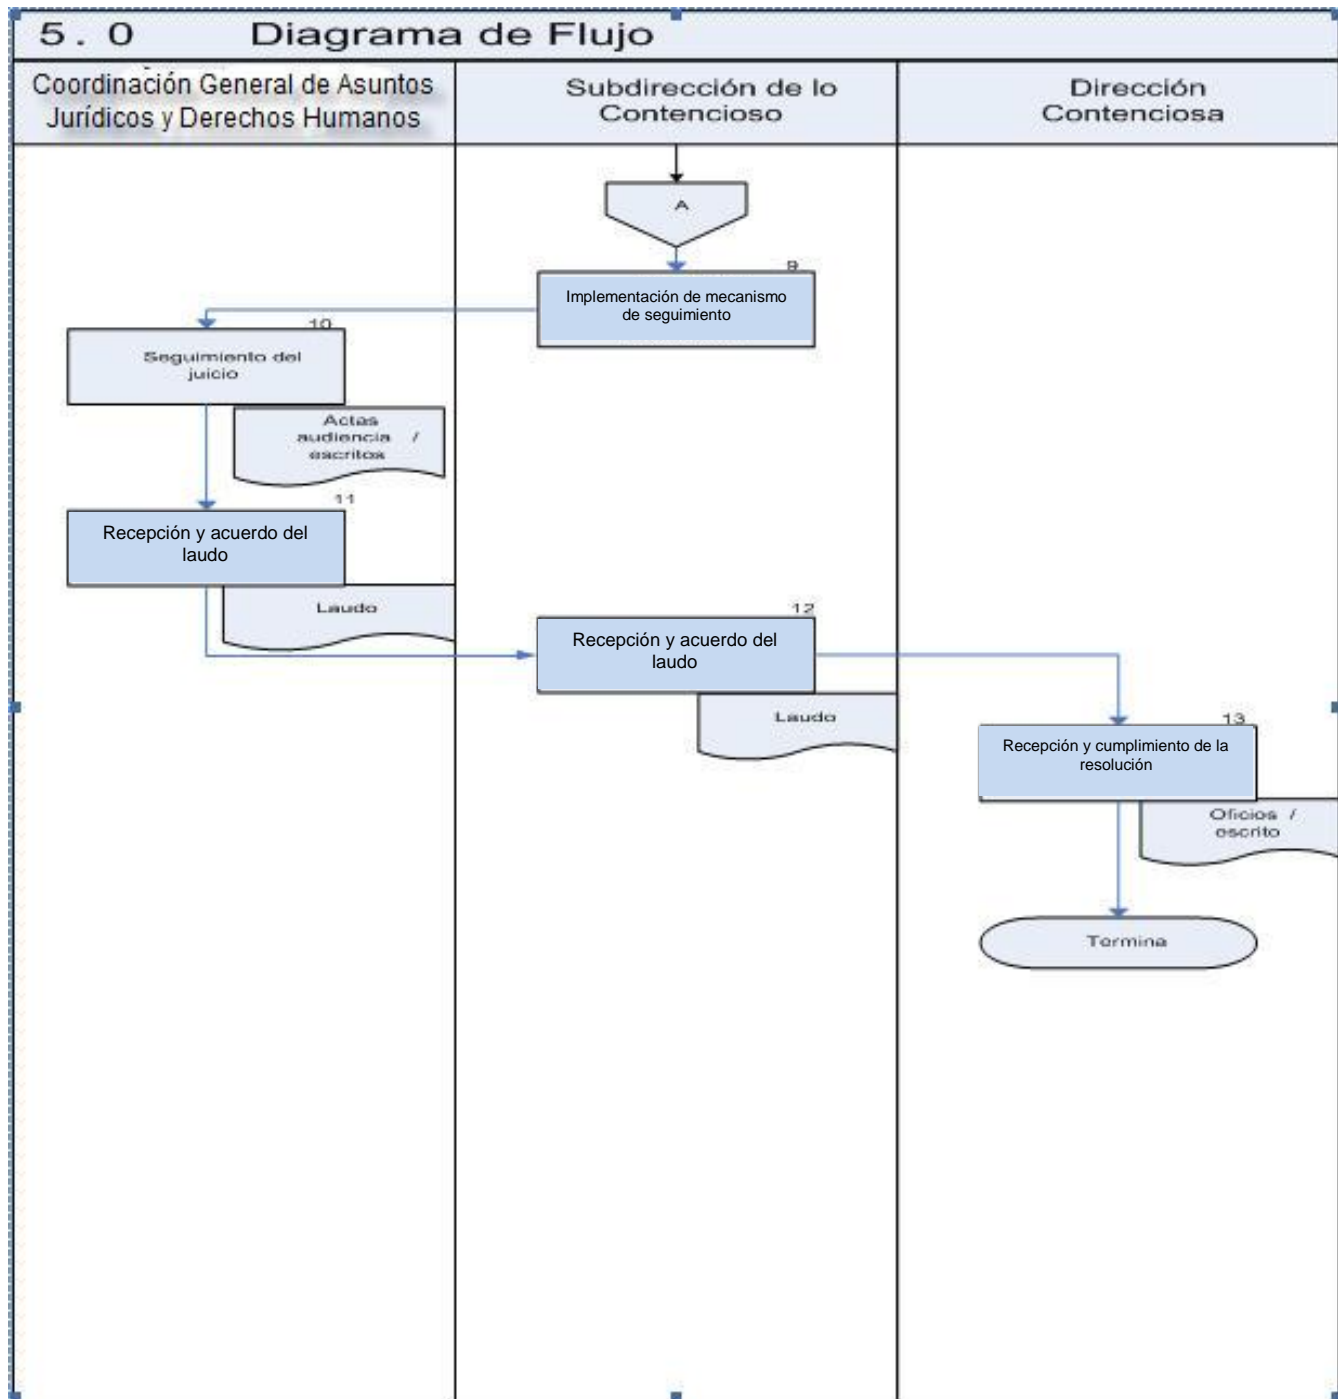 5.0 Diagrama de Flujo
Coordinación General de Asuntos
Jurídicos y Derechos Humanos
Subdirección de lo
Contencioso
Dirección
Contenciosa
A
9
Implementación de mecanismo
de seguimiento
10
Seguimiento del
juicio
Actas
audiencia /
escritos
11
Recepción y acuerdo del
laudo
Laudo
12
Recepción y acuerdo del
laudo
Laudo
13
Recepción y cumplimiento de la
resolución
Oficios /
escrito
Termina